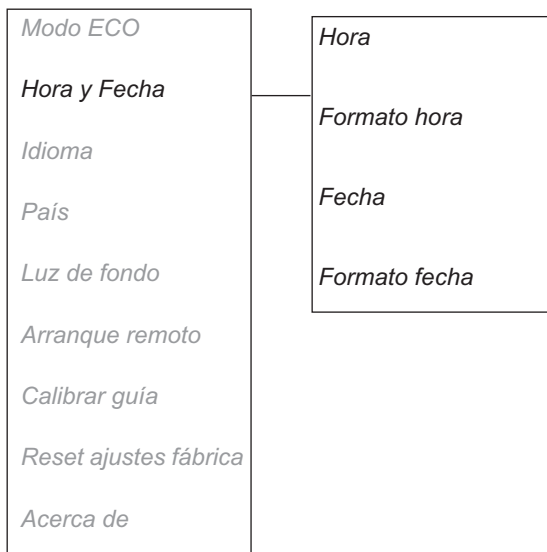 Modo ECO
Hora y Fecha
Idioma
País
Luz de fondo
Arranque remoto
Calibrar guía
Reset ajustes fábrica
Acerca de
Hora
Formato hora
Fecha
Formato fecha